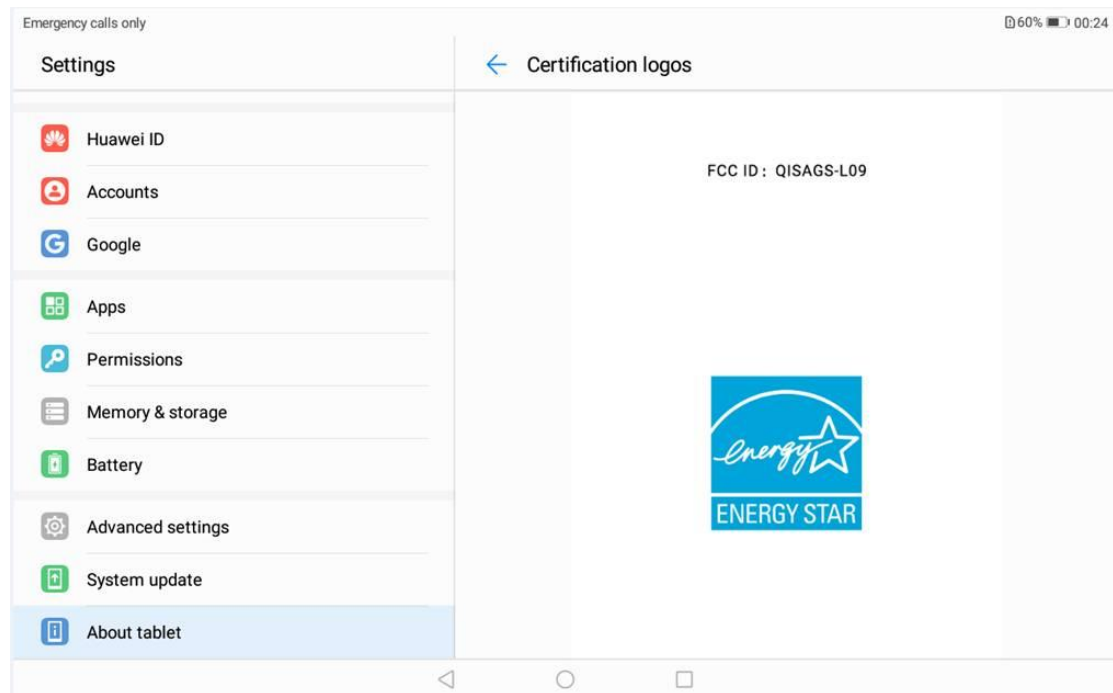 Emergency calls only
60% 00:24
Settings
Huawei ID
Accounts
Google
Apps
Permissions
Memory & storage
Battery
Advanced settings
System update
About tablet
Certification logos
FCC ID: QISAGS-L09
energy
ENERGY STAR